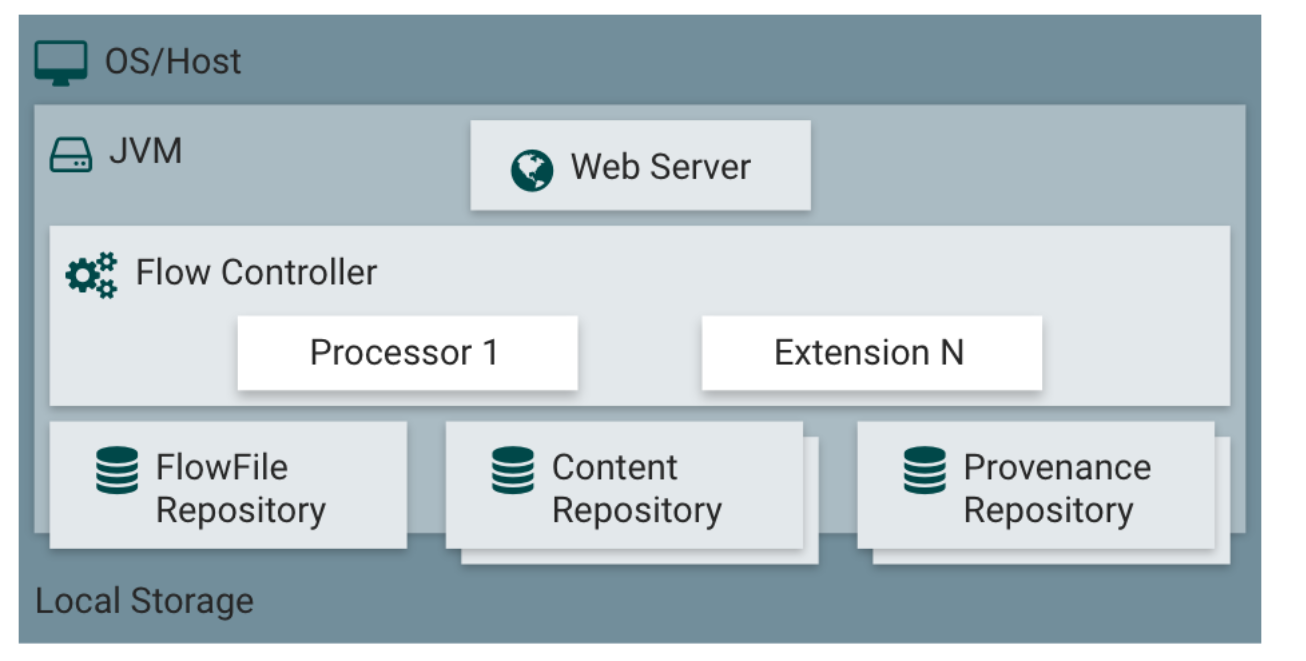 OS/Host
JVM
Web Server
Flow Controller
Processor 1
Extension N
FlowFile
Repository
Content
Repository
Provenance
Repository
Local Storage